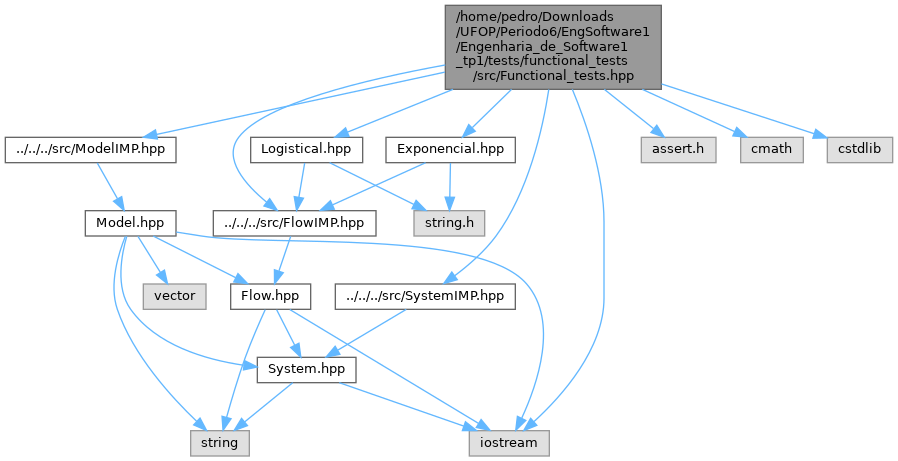 /home/pedro/Downloads
/UFOP/Periodo6/EngSoftware1
/Engenharia_de_Software1
_tp1/tests/functional_tests
/src/Functional_tests.hpp
../../../src/ModelIMP.hpp
Logistical.hpp
Exponencial.hpp
assert.h
cmath
cstdlib
Model.hpp
../../../src/FlowIMP.hpp
string.h
vector
Flow.hpp
../../../src/SystemIMP.hpp
System.hpp
string
iostream